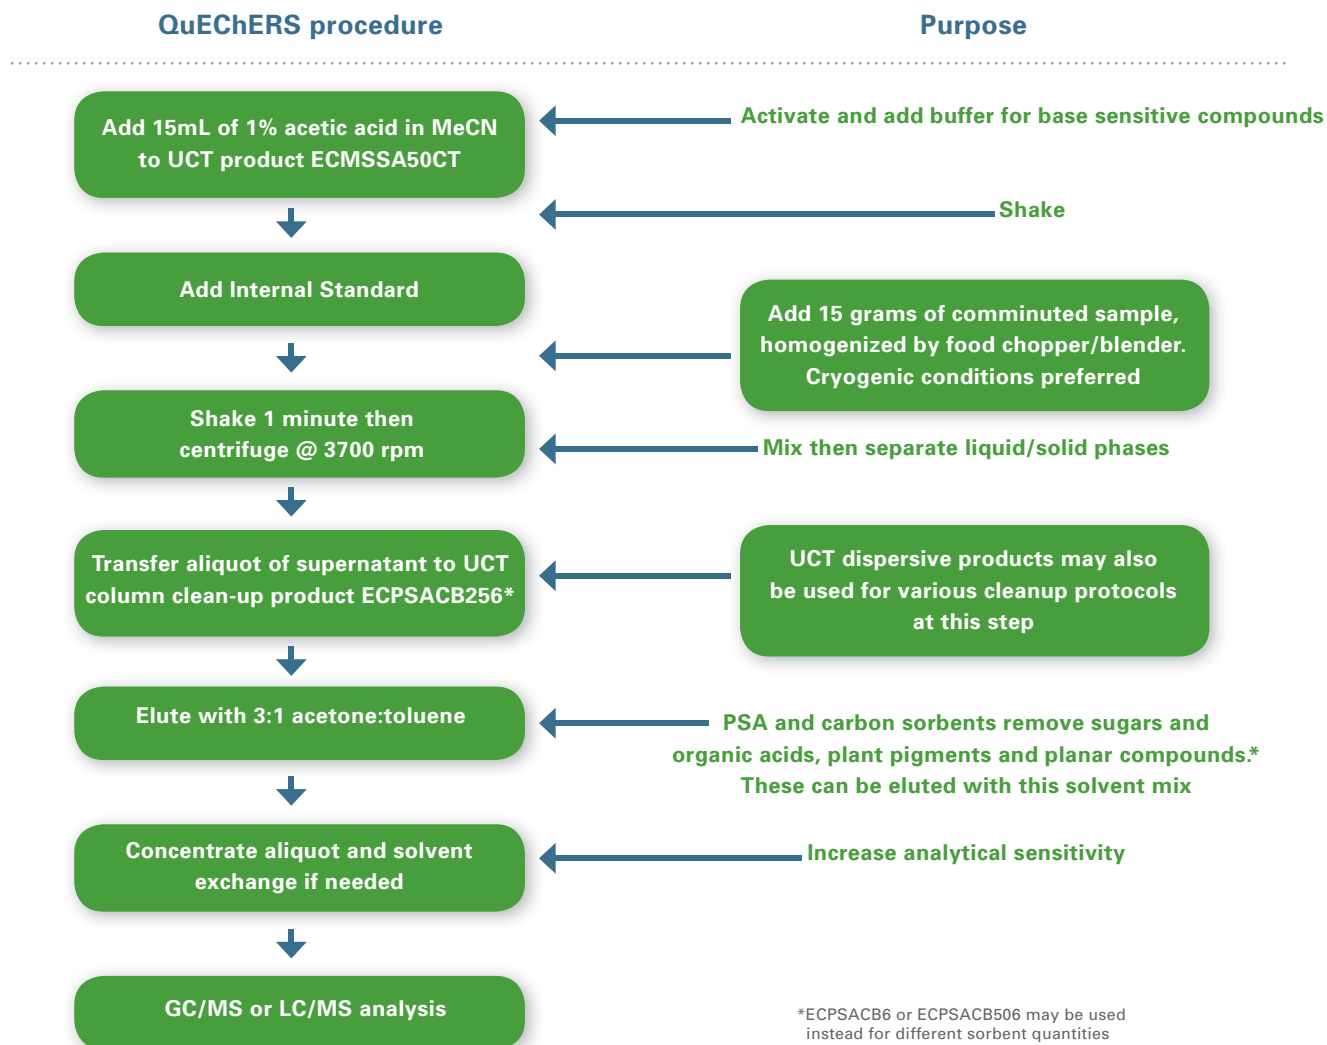 QuEChERS procedure
Purpose
Add 15mL of 1% acetic acid in MeCN
to UCT product ECMSSA50CT
Activate and add buffer for base sensitive compounds
Shake
Add Internal Standard
Add 15 grams of comminuted sample,
homogenized by food chopper/blender.
Cryogenic conditions preferred
Shake 1 minute then
centrifuge @ 3700 rpm
Mix then separate liquid/solid phases
Transfer aliquot of supernatant to UCT
column clean-up product ECPSACB256*
UCT dispersive products may also
be used for various cleanup protocols
at this step
Elute with 3:1 acetone:toluene
PSA and carbon sorbents remove sugars and
organic acids, plant pigments and planar compounds.*
These can be eluted with this solvent mix
Concentrate aliquot and solvent
exchange if needed
Increase analytical sensitivity
GC/MS or LC/MS analysis
*ECPSACB6 or ECPSACB506 may be used
instead for different sorbent quantities